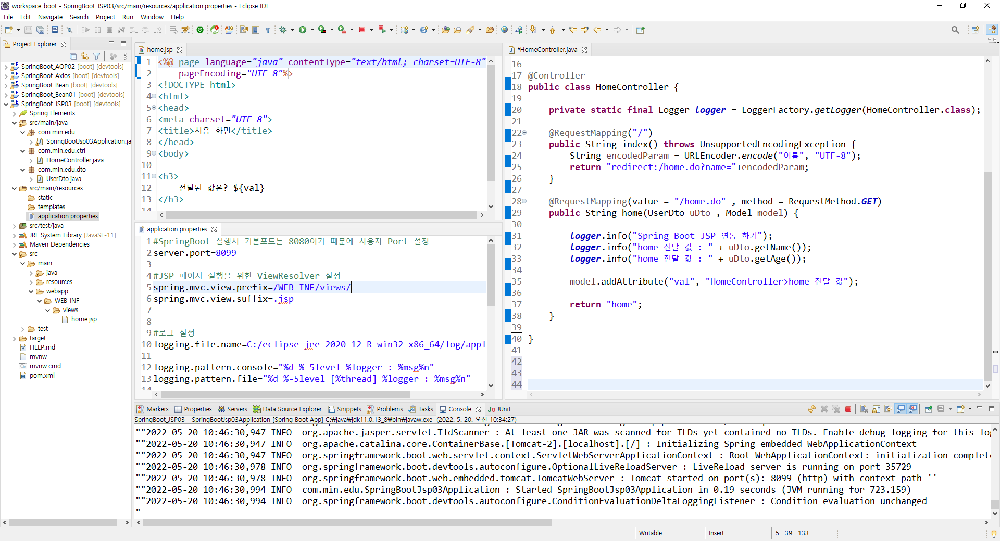 workspace_boot - SpringBoot_JSP03/src/main/resources/application.properties - Eclipse IDE
File Edit Navigate Search Project Run Window Help
Project Explorer
SpringBoot_AOP02 [boot] [devtools]
SpringBoot_Axios [boot] [devtools]
SpringBoot_Bean [boot] [devtools]
SpringBoot_Bean01 [boot] [devtools]
SpringBoot_JSP03 [boot] [devtools]
Spring Elements
src/main/java
com.min.edu
SpringBootJsp03Application.ja
com.min.edu.ctrl
HomeController.java
com.min.edu.dto
UserDto.java
src/main/resources
static
templates
application.properties
src/test/java
JRE System Library [JavaSE-11]
Maven Dependencies
src
main
java
resources
webapp
WEB-INF
views
home.jsp
test
target
HELP.md
mvnw
mvnw.cmd
pom.xml
home.jsp
1 <%@ page language="java" contentType="text/html; charset=UTF-8"
2 pageEncoding="UTF-8"%>
3 <!DOCTYPE html>
4 <html>
5 <head>
6 <meta charset="UTF-8">
7 <title>처음 화면</title>
8 </head>
9 <body>
10
11 <h3>
12 전달된 값은? ${val}
13 </h3>
14
application.properties
1 #SpringBoot 실행시 기본포트는 8080이기 때문에 사용자 Port 설정
2 server.port=8099
3
4 #JSP 페이지 실행을 위한 ViewResolver 설정
5 spring.mvc.view.prefix=/WEB-INF/views/
6 spring.mvc.view.suffix=.jsp
7
8
9 #로그 설정
10 logging.file.name=C:/eclipse-jee-2020-12-R-win32-x86_64/log/appl
11
12 logging.pattern.console="%d %-5level %logger : %msg%n"
13 logging.pattern.file="%d %-5level [%thread] %logger : %msg%n"
14
*HomeController.java
16
17 @Controller
18 public class HomeController {
19
20 private static final Logger logger = LoggerFactory.getLogger(HomeController.class);
21
22 @RequestMapping("/")
23 public String index() throws UnsupportedEncodingException {
24 String encodedParam = URLEncoder.encode("이름", "UTF-8");
25 return "redirect:/home.do?name="+encodedParam;
26 }
27
28 @RequestMapping(value = "/home.do" , method = RequestMethod.GET)
29 public String home(UserDto uDto , Model model) {
30
31 logger.info("Spring Boot JSP 연동 하기");
32 logger.info("home 전달 값 : " + uDto.getName());
33 logger.info("home 전달 값 : " + uDto.getAge());
34
35 model.addAttribute("val", "HomeController>home 전달 값");
36
37 return "home";
38 }
39
40 }
41
42
43
44
Markers Properties Servers Data Source Explorer Snippets Problems Tasks Console JUnit
SpringBoot_JSP03 - SpringBootJsp03Application [Spring Boot App] C:₩java₩jdk11.0.13_8₩bin₩javaw.exe (2022. 5. 20. 오전 10:34:27)
""2022-05-20 10:46:30,947 INFO org.apache.jasper.servlet.TldScanner : At least one JAR was scanned for TLDs yet contained no TLDs. Enable debug logging for this lo
""2022-05-20 10:46:30,947 INFO org.apache.catalina.core.ContainerBase.[Tomcat-2].[localhost].[/] : Initializing Spring embedded WebApplicationContext
""2022-05-20 10:46:30,947 INFO org.springframework.boot.web.servlet.context.ServletWebServerApplicationContext : Root WebApplicationContext: initialization complet
""2022-05-20 10:46:30,978 INFO org.springframework.boot.devtools.autoconfigure.OptionalLiveReloadServer : LiveReload server is running on port 35729
""2022-05-20 10:46:30,978 INFO org.springframework.boot.web.embedded.tomcat.TomcatWebServer : Tomcat started on port(s): 8099 (http) with context path ''
""2022-05-20 10:46:30,994 INFO com.min.edu.SpringBootJsp03Application : Started SpringBootJsp03Application in 0.19 seconds (JVM running for 723.159)
""2022-05-20 10:46:30,994 INFO org.springframework.boot.devtools.autoconfigure.ConditionEvaluationDeltaLoggingListener : Condition evaluation unchanged
"
Writable Insert 5 : 39 : 133